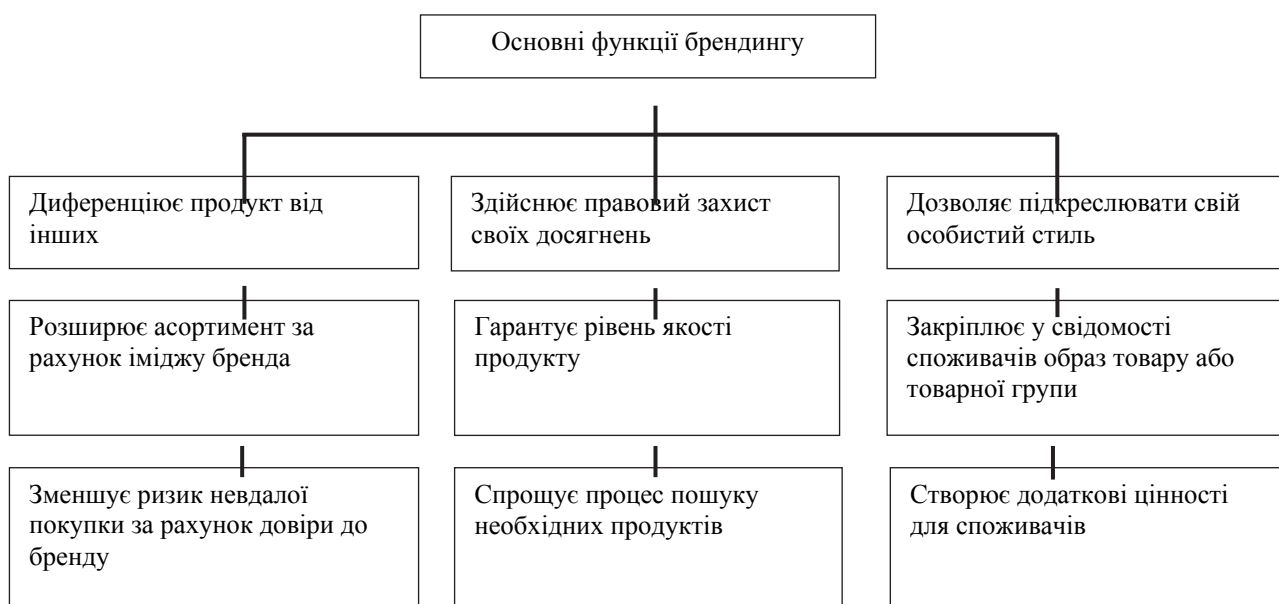 Основні функції брендингу
Диференціює продукт від
інших
Здійснює правовий захист
своїх досягнень
Дозволяє підкреслювати свій
особистий стиль
Розширює асортимент за
рахунок іміджу бренда
Гарантує рівень якості
продукту
Закріплює у свідомості
споживачів образ товару або
товарної групи
Зменшує ризик невдалої
покупки за рахунок довіри до
бренду
Спрощує процес пошуку
необхідних продуктів
Створює додаткові цінності
для споживачів